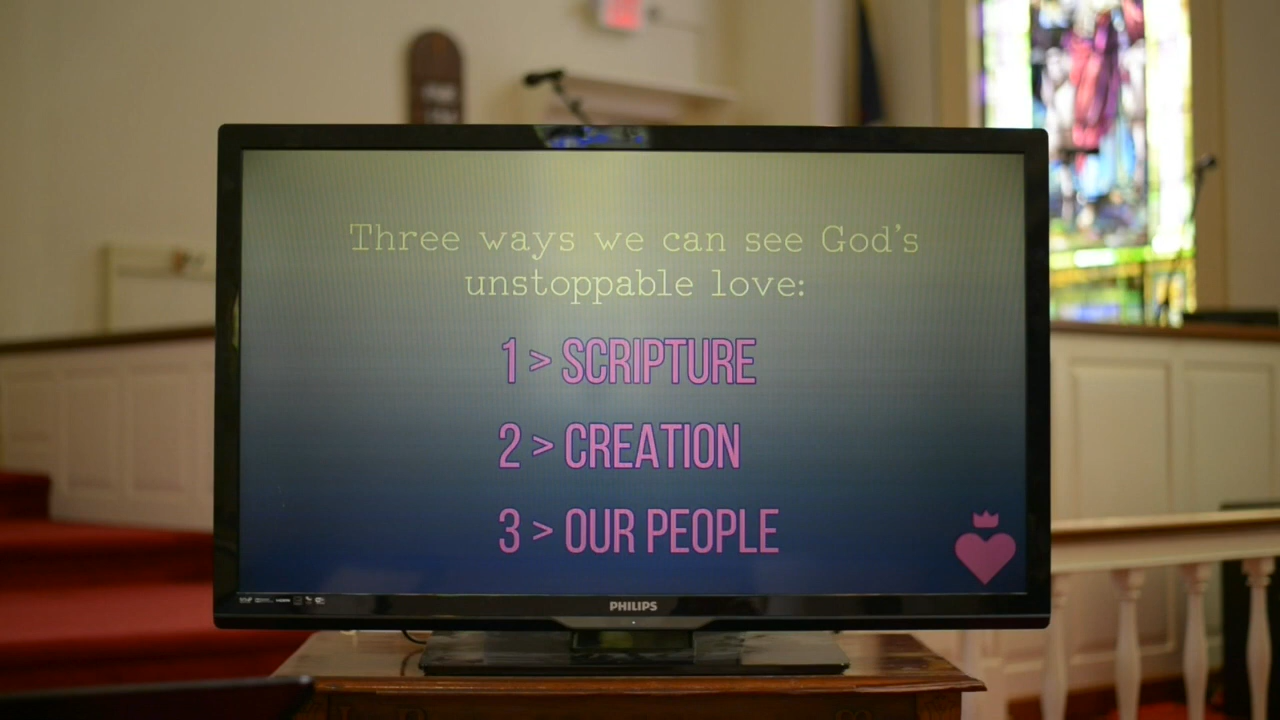 Three ways we can see God's
unstoppable love:
1 > SCRIPTURE
2 > CREATION
3 > OUR PEOPLE
PHILIPS